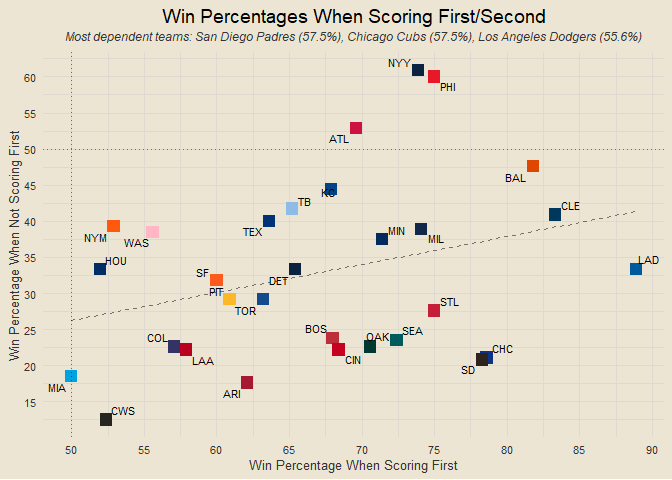 Win Percentages When Scoring First/Second
Most dependent teams: San Diego Padres (57.5%), Chicago Cubs (57.5%), Los Angeles Dodgers (55.6%)
Win Percentage When Not Scoring First
60
55
50
45
40
35
30
25
20
15
NYY
PHI
ATL
BAL
KC
TB
CLE
TEX
NYM
WAS
MIN
MIL
HOU
LAD
SF
DET
PIT
TOR
STL
BOS
OAK
SEA
COL
LAA
CIN
CHC
SD
MIA
ARI
CWS
50 55 60 65 70 75 80 85 90
Win Percentage When Scoring First